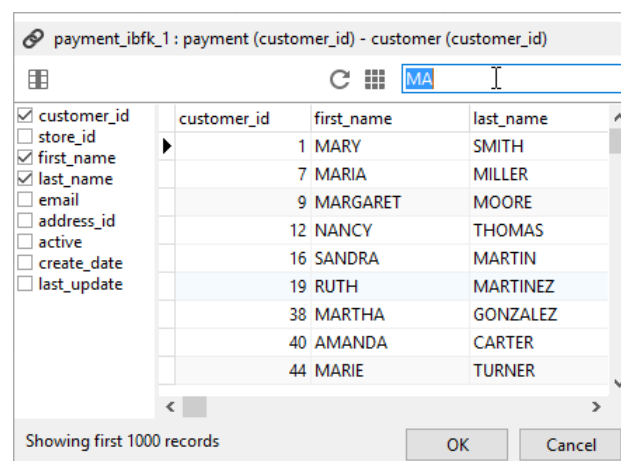 payment_ibfk_1 : payment (customer_id) - customer (customer_id)
MA
customer_id
store_id
first_name
last_name
email
address_id
active
create_date
last_update
customer_id first_name last_name
1 MARY SMITH
7 MARIA MILLER
9 MARGARET MOORE
12 NANCY THOMAS
16 SANDRA MARTIN
19 RUTH MARTINEZ
38 MARTHA GONZALEZ
40 AMANDA CARTER
44 MARIE TURNER
Showing first 1000 records
OK Cancel